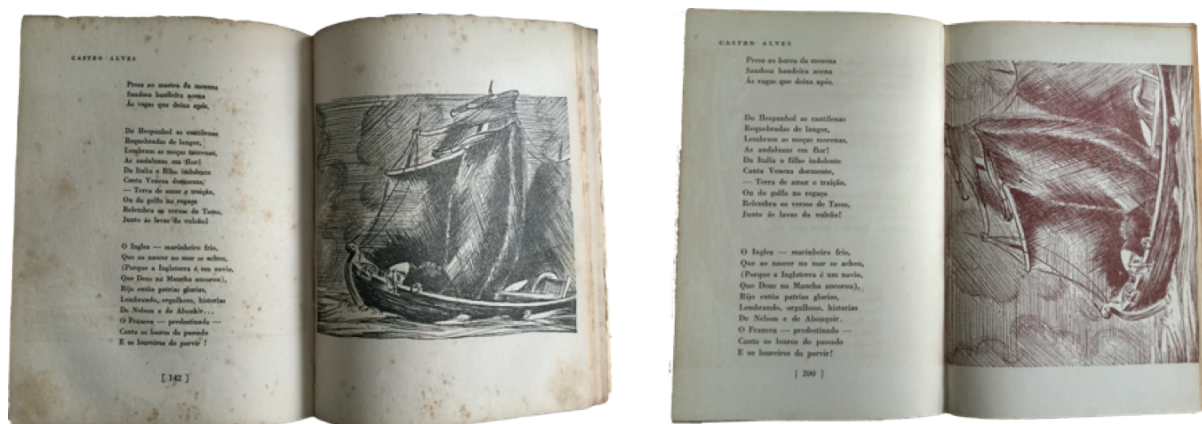 CASTRO ALVES
Presa ao mastro da mezena
Saudosa bandeira acena
Ás vagas que deixa após.
Do Hespanhol as cantilenas
Requebradas de langor,
Lembram as moças morenas,
As andaluzas em flor!
Da Italia o filho indolente
Canta Veneza dormente,
— Terra de amor e traição,
Ou do golfo no regaço
Relembra os versos de Tasso,
Junto ás lavas do vulcão!
O Inglez — marinheiro frio,
Que ao nascer no mar se achou,
(Porque a Inglaterra é um navio,
Que Deus na Mancha ancorou),
Rijo entôa patrias glorias,
Lembrando, orgulhoso, historias
De Nelson e de Aboukir...
O Francez — predestinado —
Canta os louros do passado
E os loureiros do porvir !
[ 142 ]
CASTRO ALVES
Presa ao barco da mezena
Saudosa bandeira acena
Ás vagas que deixa após.
Do Hespanhol as cantilenas
Requebradas de langor,
Lembram as moças morenas,
As andaluzas em flor!
Da Italia o filho indolente
Canta Veneza dormente,
— Terra de amor e traição,
Ou do golfo no regaço
Relembra os versos de Tasso,
Junto ás lavas do vulcão!
O Inglez — marinheiro frio,
Que ao nascer no mar se achou,
(Porque a Inglaterra é um navio,
Que Deus na Mancha ancorou),
Rijo entôa patrias glorias,
Lembrando, orgulhoso, historias
De Nelson e de Abouquir.
O Francez — predestinado —
Canta os louros do passado
E os loureiros do porvir!
[ 200 ]